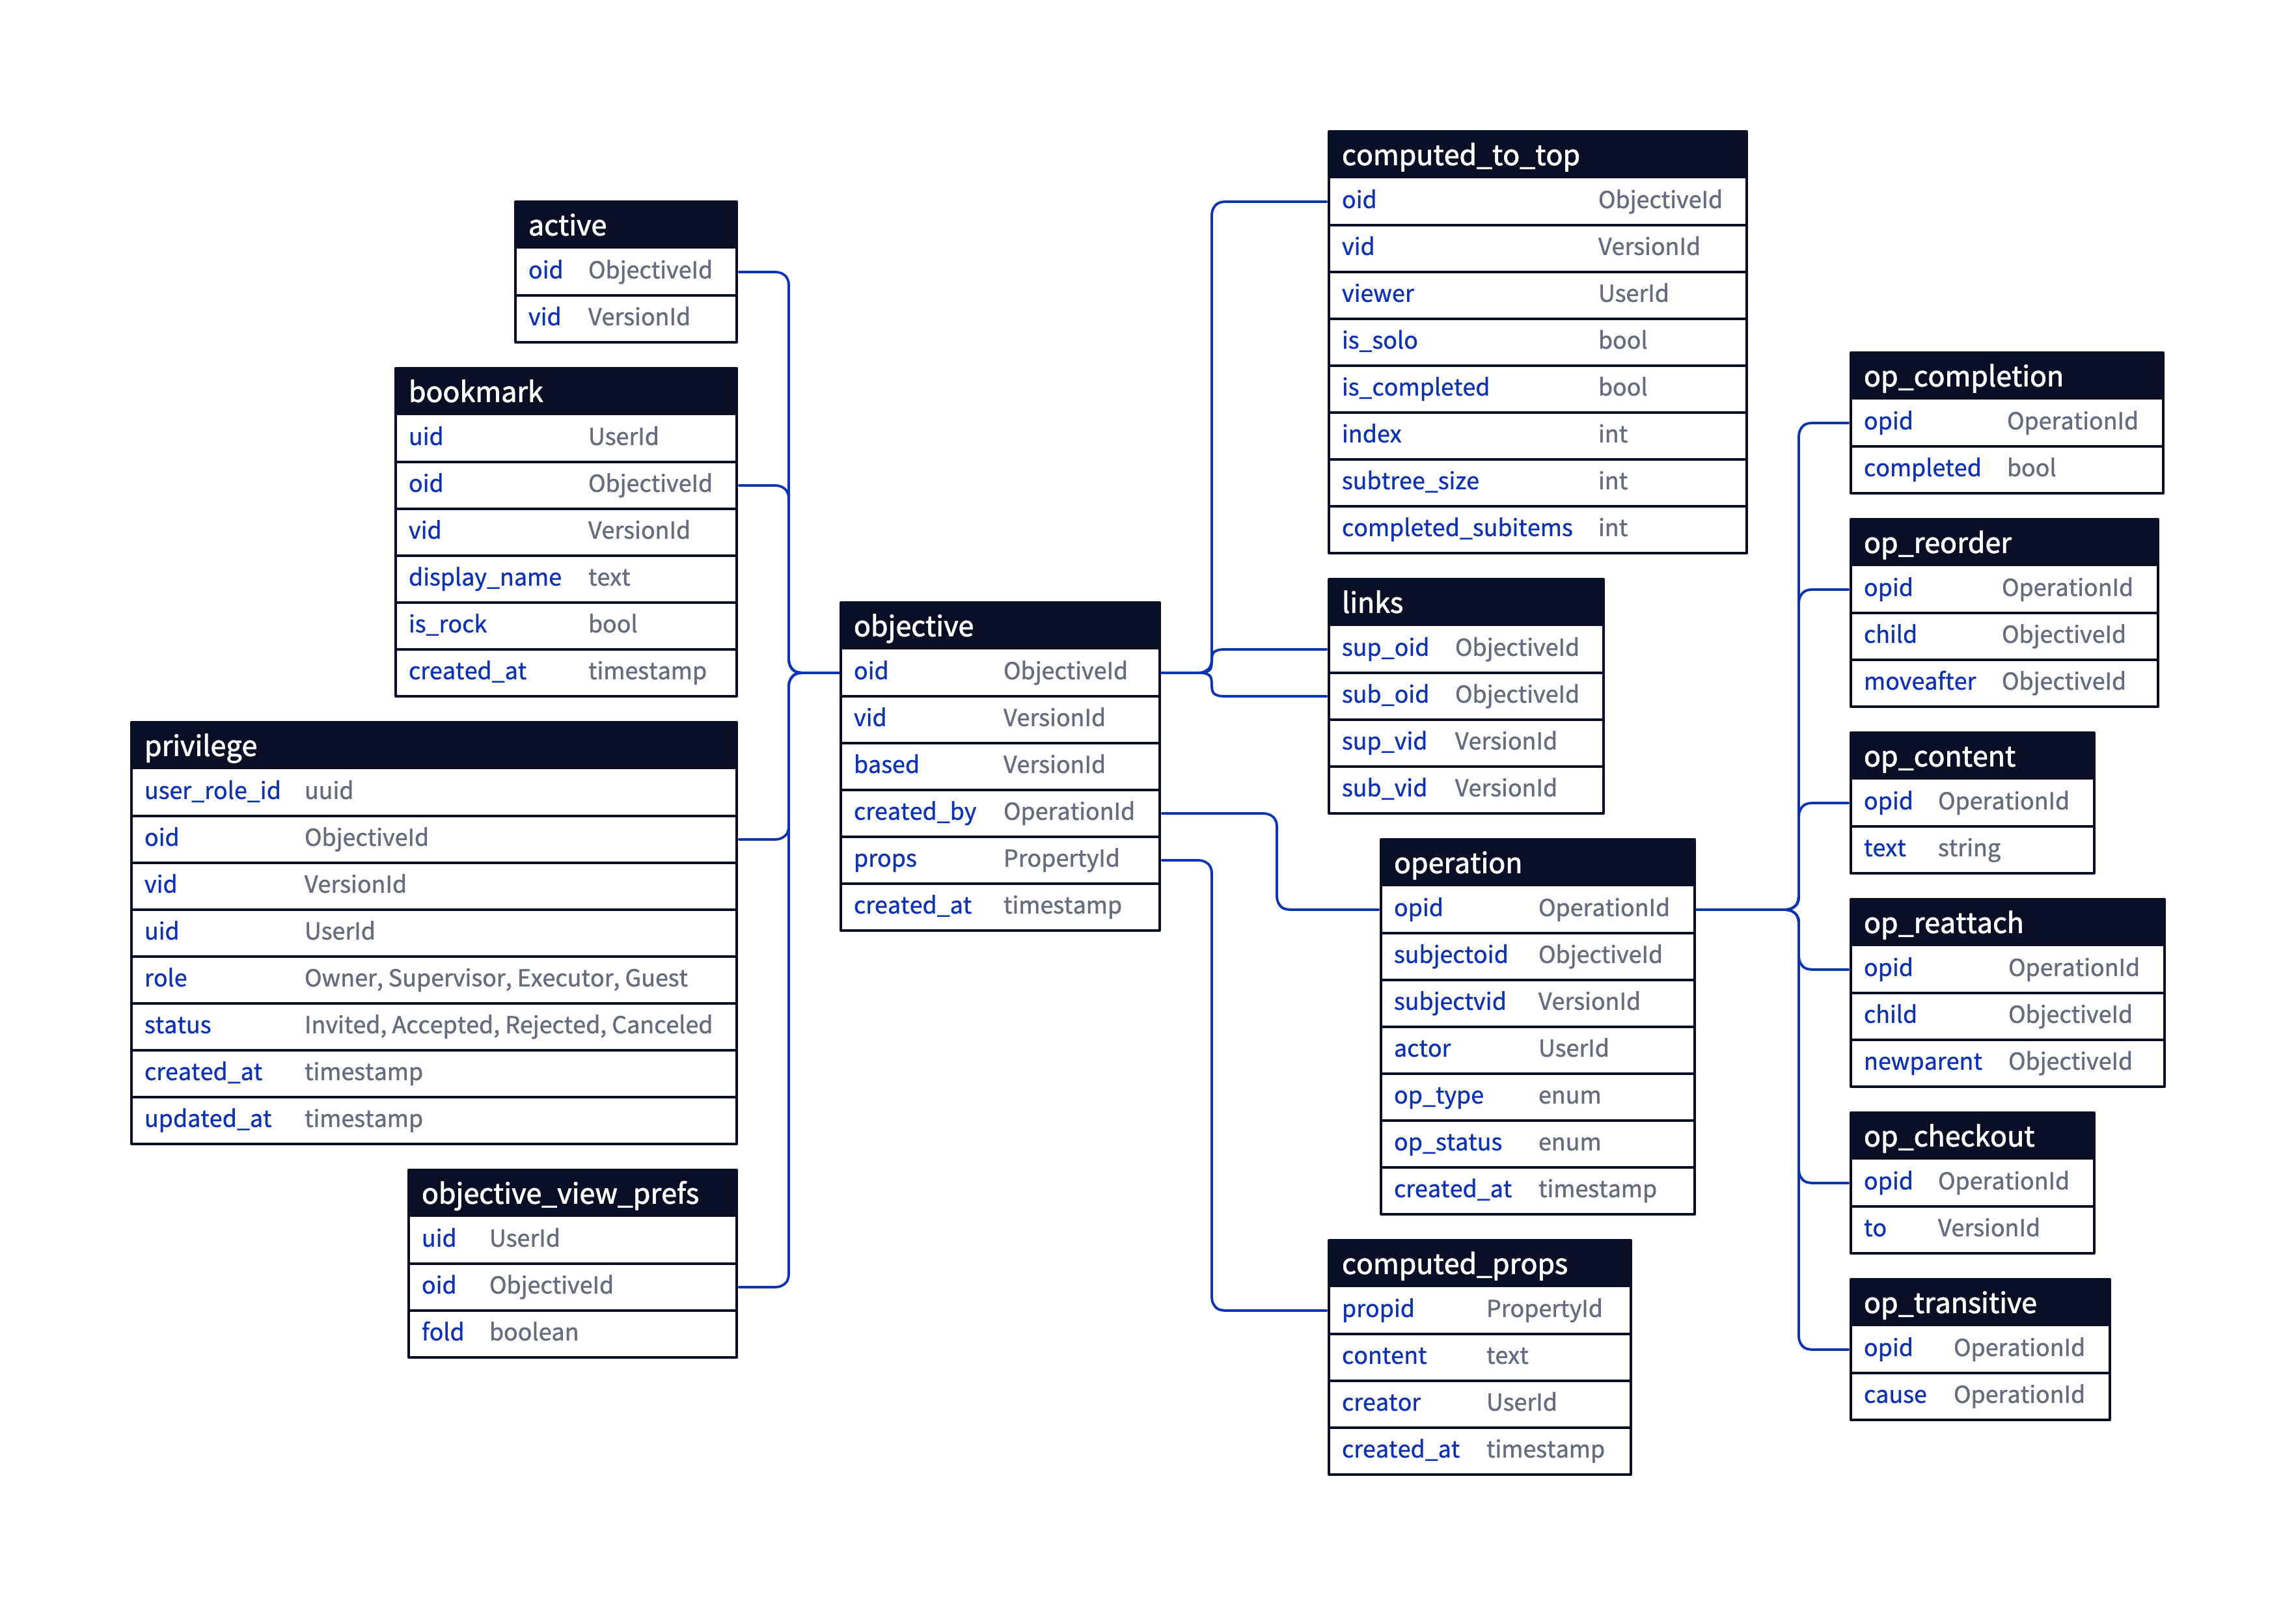 active
oid ObjectiveId
vid VersionId
bookmark
uid UserId
oid ObjectiveId
vid VersionId
display_name text
is_rock bool
created_at timestamp
privilege
user_role_id uuid
oid ObjectiveId
vid VersionId
uid UserId
role Owner, Supervisor, Executor, Guest
status Invited, Accepted, Rejected, Canceled
created_at timestamp
updated_at timestamp
objective_view_prefs
uid UserId
oid ObjectiveId
fold boolean
objective
oid ObjectiveId
vid VersionId
based VersionId
created_by OperationId
props PropertyId
created_at timestamp
computed_to_top
oid ObjectiveId
vid VersionId
viewer UserId
is_solo bool
is_completed bool
index int
subtree_size int
completed_subitems int
links
sup_oid ObjectiveId
sub_oid ObjectiveId
sup_vid VersionId
sub_vid VersionId
operation
opid OperationId
subjectoid ObjectiveId
subjectvid VersionId
actor UserId
op_type enum
op_status enum
created_at timestamp
computed_props
propid PropertyId
content text
creator UserId
created_at timestamp
op_completion
opid OperationId
completed bool
op_reorder
opid OperationId
child ObjectiveId
moveafter ObjectiveId
op_content
opid OperationId
text string
op_reattach
opid OperationId
child ObjectiveId
newparent ObjectiveId
op_checkout
opid OperationId
to VersionId
op_transitive
opid OperationId
cause OperationId